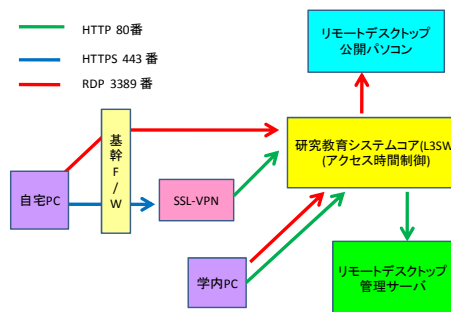 HTTP 80番
HTTPS 443 番
RDP 3389 番
リモートデスクトップ
公開パソコン
基幹F/W
研究教育システムコア(L3SW)
(アクセス時間制御)
自宅PC
SSL-VPN
学内PC
リモートデスクトップ
管理サーバ